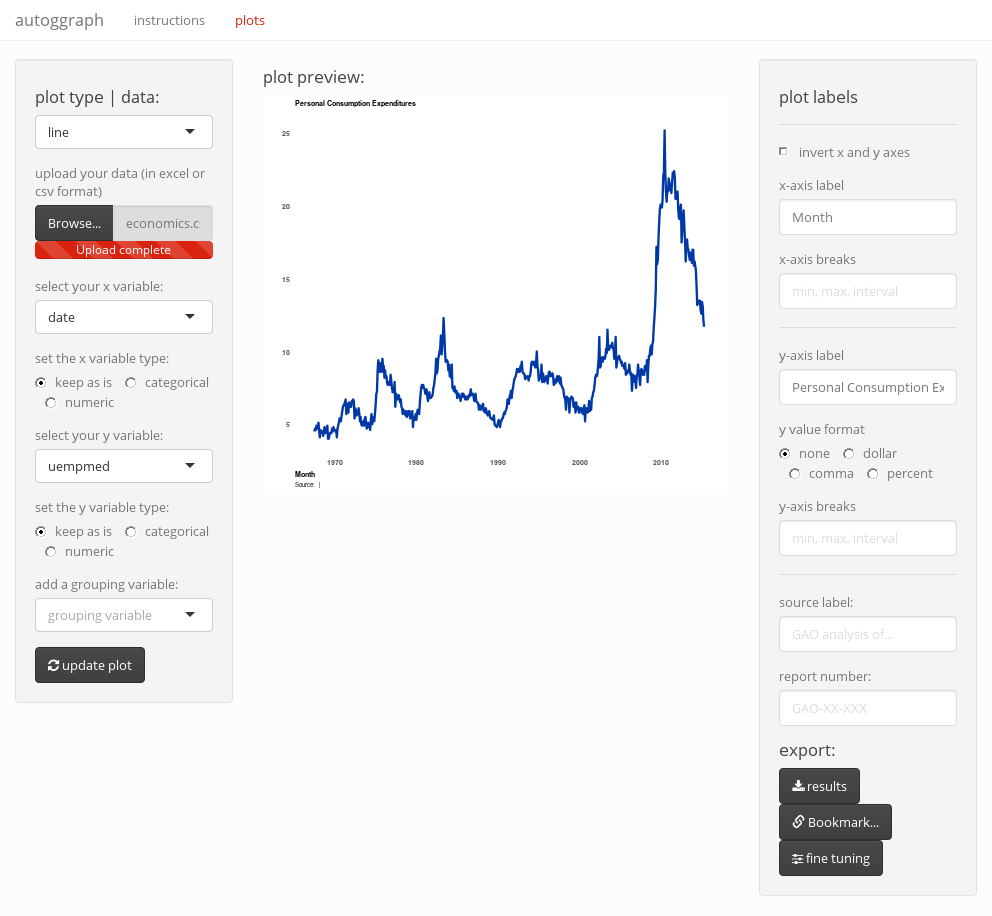 autoggraph instructions plots
plot type | data:
line
upload your data (in excel or
csv format)
Browse... economics.c
Upload complete
select your x variable:
date
set the x variable type:
keep as is categorical
numeric
select your y variable:
uempmed
set the y variable type:
keep as is categorical
numeric
add a grouping variable:
grouping variable
update plot
plot preview:
Personal Consumption Expenditures
25
20
15
10
5
1970 1980 1990 2000 2010
Month
Source: |
plot labels
invert x and y axes
x-axis label
Month
x-axis breaks
min, max, interval
y-axis label
Personal Consumption Ex
y value format
none dollar
comma percent
y-axis breaks
min, max, interval
source label:
GAO analysis of...
report number:
GAO-XX-XXX
export:
results
Bookmark...
fine tuning